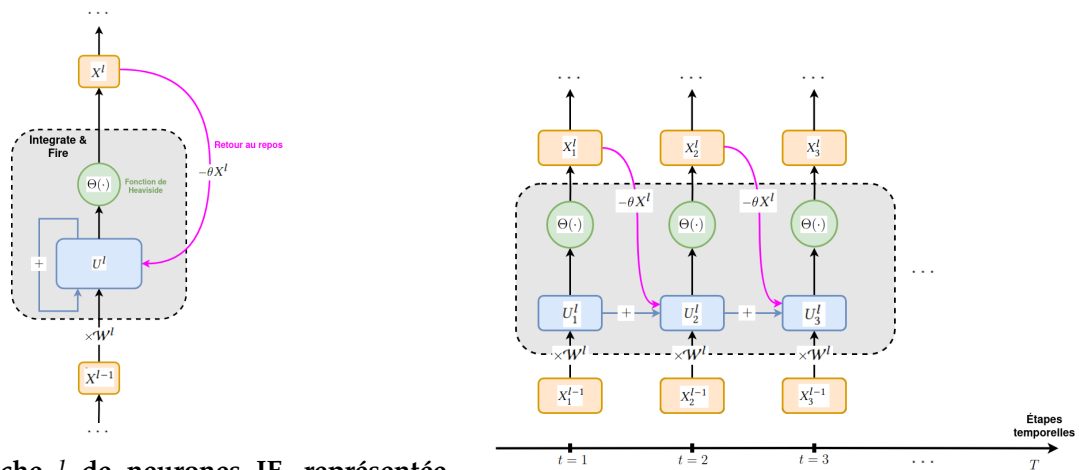 . . .
X^l
Integrate &
Fire
Retour au repos
−θX^l
Θ(·)
Fonction de
Heaviside
+
U^l
×W^l
X^{l−1}
. . .
che l de neurones IF, représentée
. . .
. . .
. . .
X_1^l
X_2^l
X_3^l
−θX^l
−θX^l
Θ(·)
Θ(·)
Θ(·)
. . .
U_1^l
+
U_2^l
+
U_3^l
×W^l
×W^l
×W^l
X_1^{l−1}
X_2^{l−1}
X_3^{l−1}
Étapes
temporelles
t = 1
t = 2
t = 3
. . .
T